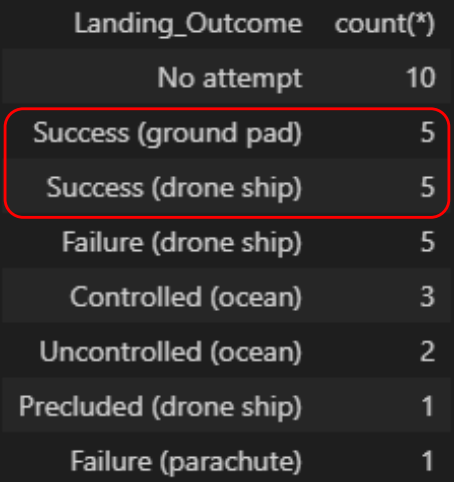 Landing_Outcome count(*)
No attempt 10
Success (ground pad) 5
Success (drone ship) 5
Failure (drone ship) 5
Controlled (ocean) 3
Uncontrolled (ocean) 2
Precluded (drone ship) 1
Failure (parachute) 1